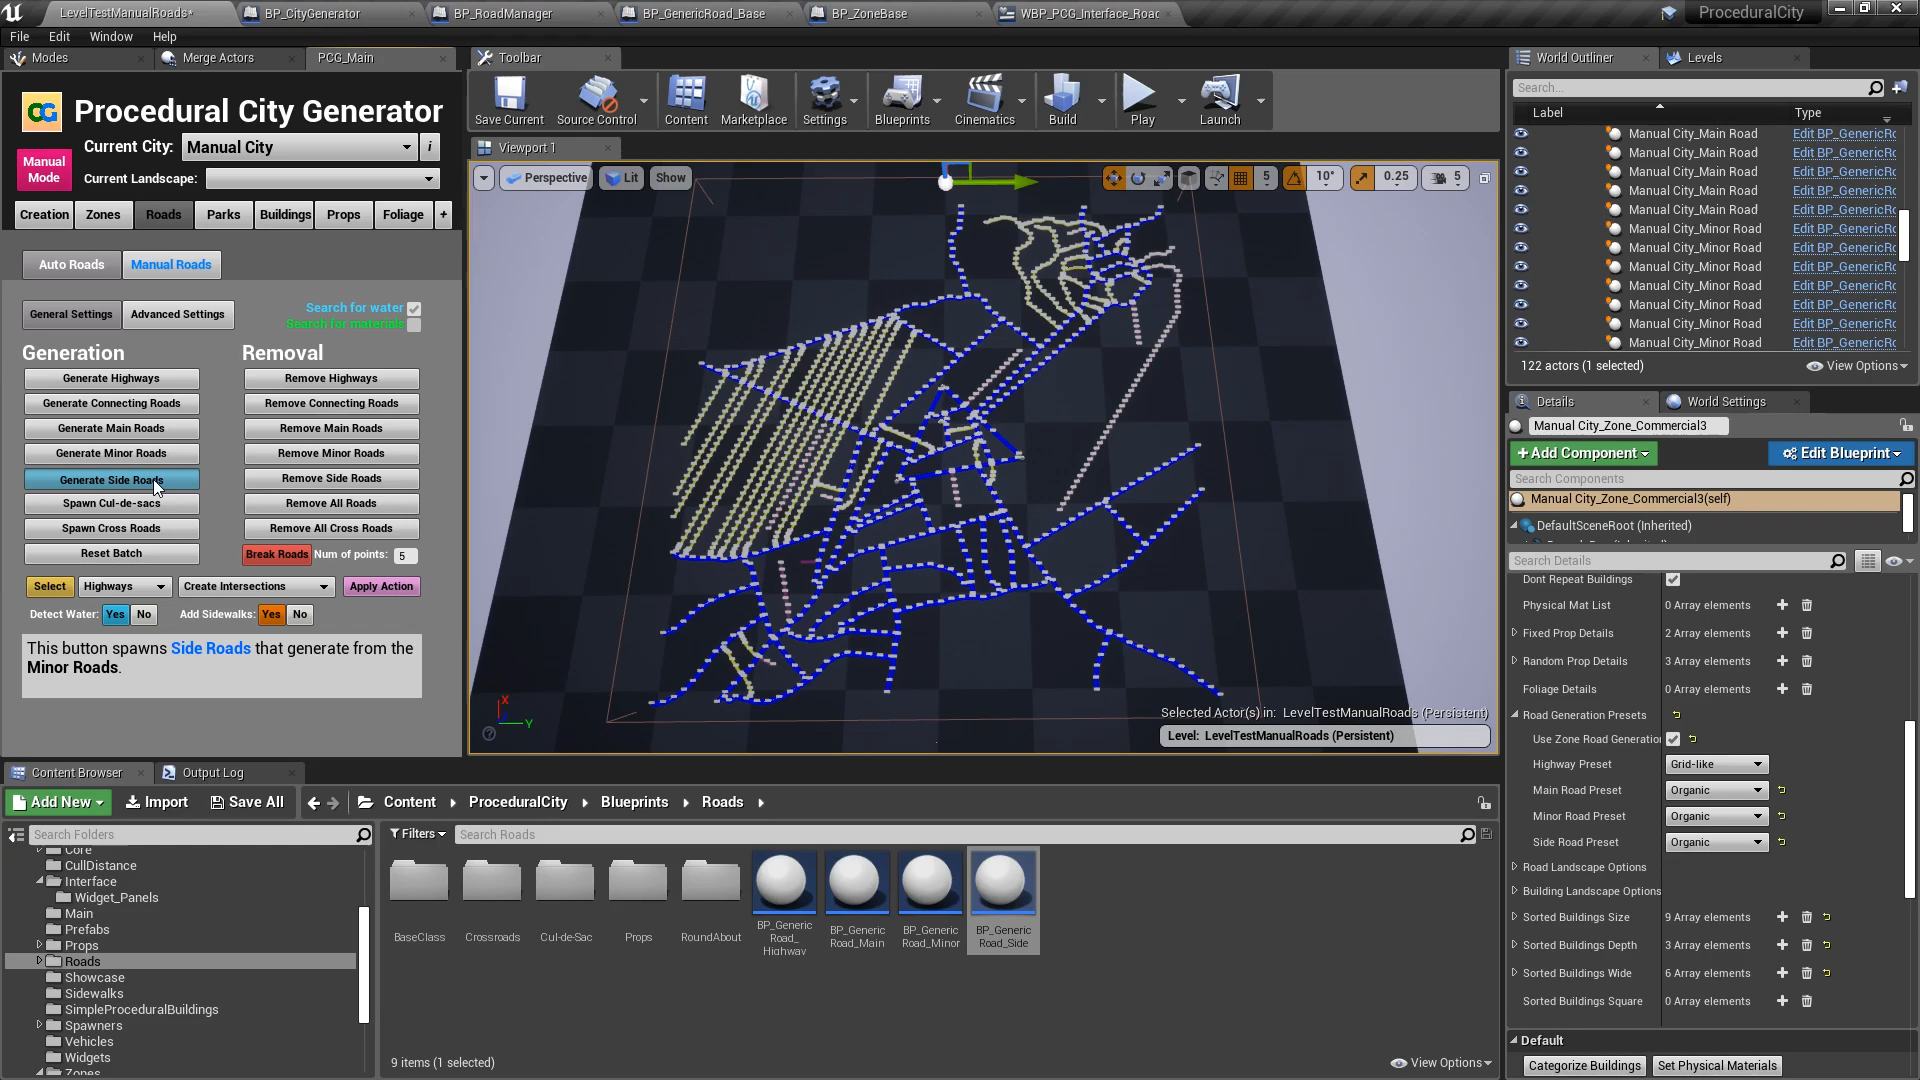 LevelTestManualRoads*
BP_CityGenerator
BP_RoadManager
BP_GenericRoad_Base
BP_ZoneBase
WBP_PCG_Interface_Roac
ProceduralCity
File Edit Window Help
Modes
Merge Actors
PCG_Main
Toolbar
World Outliner
Levels
Procedural City Generator
Manual Mode
Current City:
Manual City
i
Current Landscape:
Creation Zones Roads Parks Buildings Props Foliage +
Auto Roads
Manual Roads
General Settings
Advanced Settings
Search for water
Search for materials
Generation
Removal
Generate Highways
Remove Highways
Generate Connecting Roads
Remove Connecting Roads
Generate Main Roads
Remove Main Roads
Generate Minor Roads
Remove Minor Roads
Generate Side Roads
Remove Side Roads
Spawn Cul-de-sacs
Remove All Roads
Spawn Cross Roads
Remove All Cross Roads
Reset Batch
Break Roads
Num of points:
5
Select
Highways
Create Intersections
Apply Action
Detect Water: Yes No
Add Sidewalks: Yes No
This button spawns Side Roads that generate from the
Minor Roads.
Save Current
Source Control
Content
Marketplace
Settings
Blueprints
Cinematics
Build
Play
Launch
Viewport 1
Perspective
Lit
Show
5
10°
0.25
5
X
Y
Selected Actor(s) in: LevelTestManualRoads (Persistent)
Level: LevelTestManualRoads (Persistent)
Search...
Label
Type
Manual City_Main Road Edit BP_GenericRc
Manual City_Main Road Edit BP_GenericRc
Manual City_Main Road Edit BP_GenericRc
Manual City_Main Road Edit BP_GenericRc
Manual City_Main Road Edit BP_GenericRc
Manual City_Minor Road Edit BP_GenericRc
Manual City_Minor Road Edit BP_GenericRc
Manual City_Minor Road Edit BP_GenericRc
Manual City_Minor Road Edit BP_GenericRc
Manual City_Minor Road Edit BP_GenericRc
Manual City_Minor Road Edit BP_GenericRc
Manual City_Minor Road Edit BP_GenericRc
122 actors (1 selected)
View Options
Details
World Settings
Manual City_Zone_Commercial3
+Add Component
Edit Blueprint
Search Components
Manual City_Zone_Commercial3(self)
DefaultSceneRoot (Inherited)
Search Details
Dont Repeat Buildings
Physical Mat List 0 Array elements
Fixed Prop Details 2 Array elements
Random Prop Details 3 Array elements
Foliage Details 0 Array elements
Road Generation Presets
Use Zone Road Generatior
Highway Preset Grid-like
Main Road Preset Organic
Minor Road Preset Organic
Side Road Preset Organic
Road Landscape Options
Building Landscape Options
Sorted Buildings Size 9 Array elements
Sorted Buildings Depth 3 Array elements
Sorted Buildings Wide 6 Array elements
Sorted Buildings Square 0 Array elements
Default
Categorize Buildings
Set Physical Materials
Content Browser
Output Log
Add New
Import
Save All
Content
ProceduralCity
Blueprints
Roads
Search Folders
Filters
Search Roads
Core
CullDistance
Interface
Widget_Panels
Main
Prefabs
Props
Roads
Showcase
Sidewalks
SimpleProceduralBuildings
Spawners
Vehicles
Widgets
Zones
BaseClass
Crossroads
Cul-de-Sac
Props
RoundAbout
BP_Generic
Road_
Highway
BP_Generic
Road_Main
BP_Generic
Road_Minor
BP_Generic
Road_Side
9 items (1 selected)
View Options